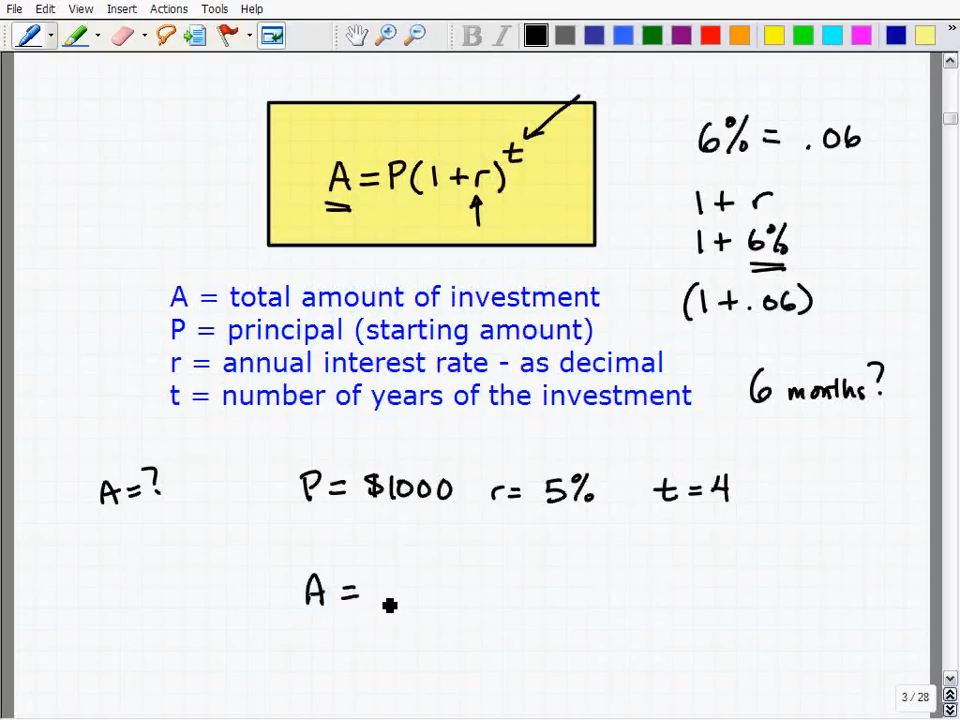 File Edit View Insert Actions Tools Help
B I
A = P(1 + r)^t
6% = .06
1 + r
1 + 6%
(1 + .06)
A = total amount of investment
P = principal (starting amount)
r = annual interest rate - as decimal
t = number of years of the investment
6 months?
A = ? P = $1000 r = 5% t = 4
A =
3 / 28